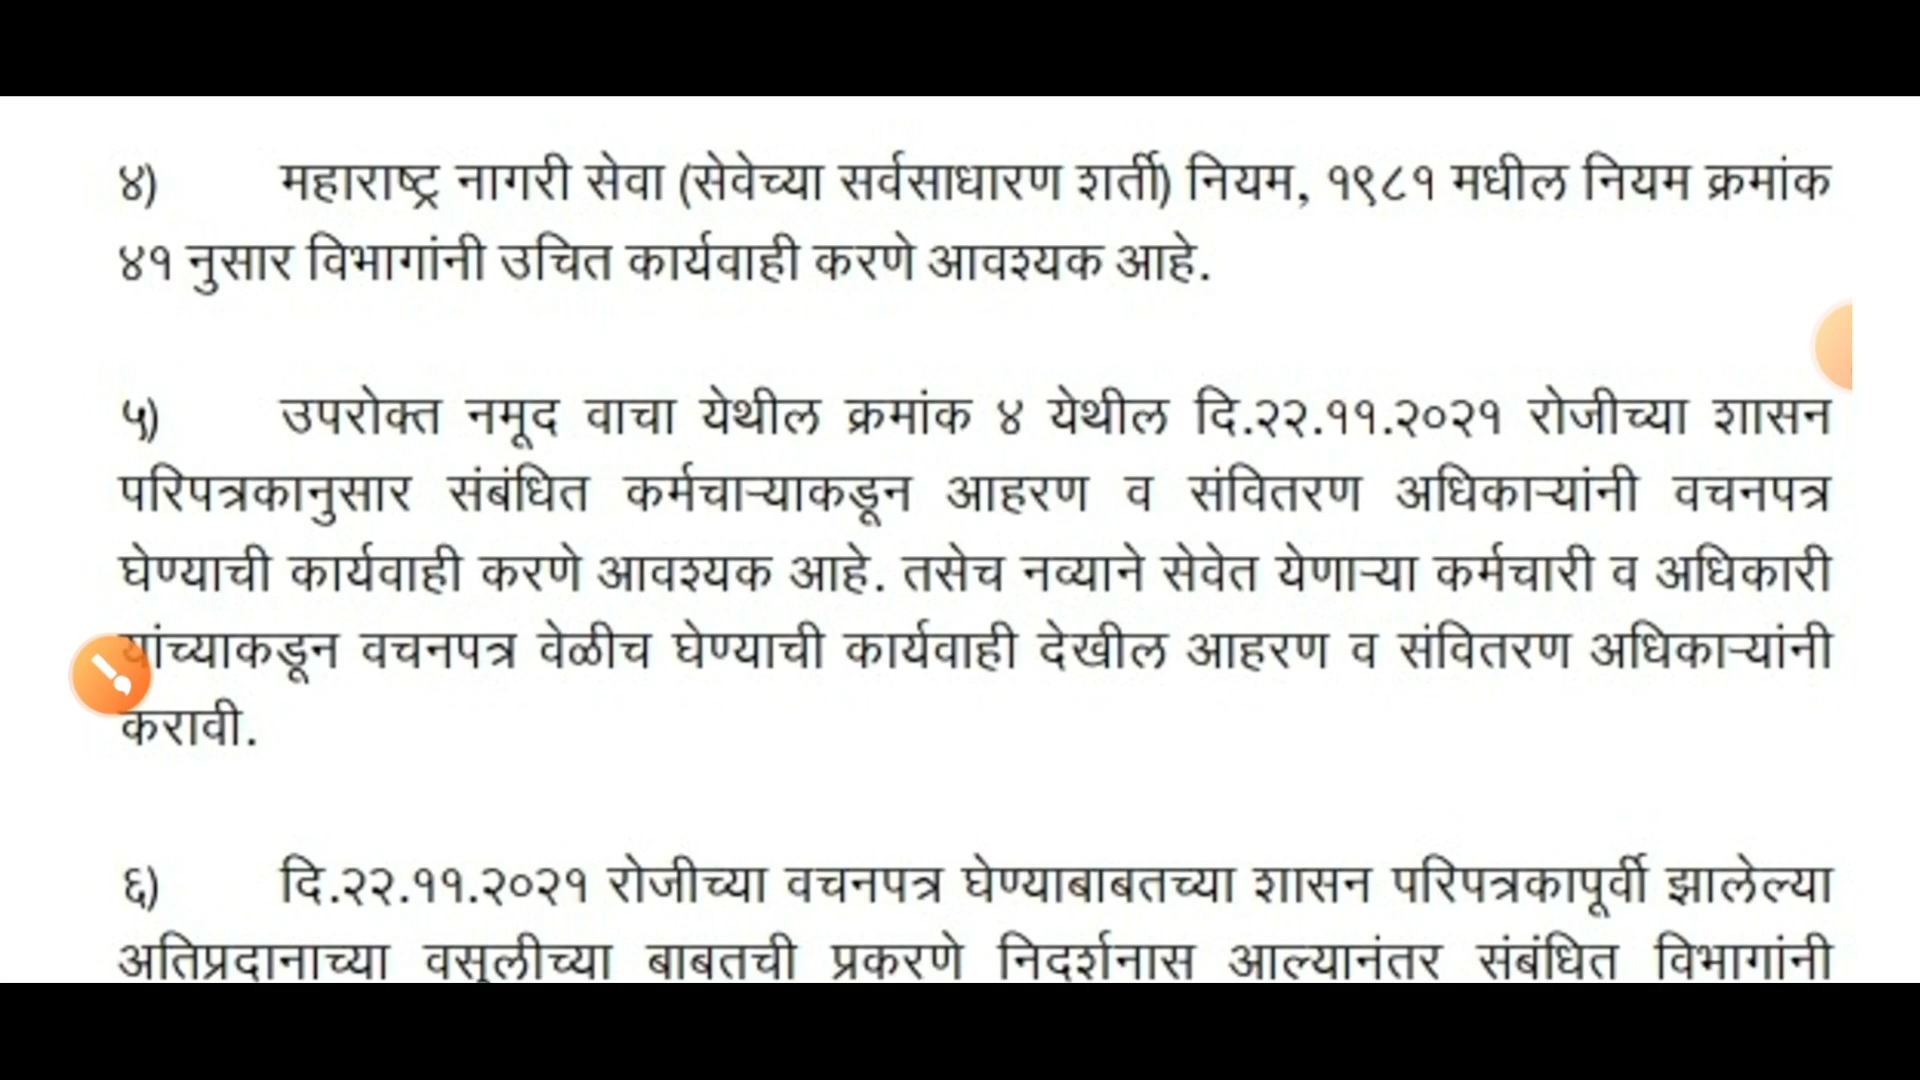 ४) महाराष्ट्र नागरी सेवा (सेवेच्या सर्वसाधारण शर्ती) नियम, १९८१ मधील नियम क्रमांक
४१ नुसार विभागांनी उचित कार्यवाही करणे आवश्यक आहे.
५) उपरोक्त नमूद वाचा येथील क्रमांक ४ येथील दि.२२.११.२०२१ रोजीच्या शासन
परिपत्रकानुसार संबंधित कर्मचाऱ्याकडून आहरण व संवितरण अधिकाऱ्यांनी वचनपत्र
घेण्याची कार्यवाही करणे आवश्यक आहे. तसेच नव्याने सेवेत येणाऱ्या कर्मचारी व अधिकारी
यांच्याकडून वचनपत्र वेळीच घेण्याची कार्यवाही देखील आहरण व संवितरण अधिकाऱ्यांनी
करावी.
६) दि.२२.११.२०२१ रोजीच्या वचनपत्र घेण्याबाबतच्या शासन परिपत्रकापूर्वी झालेल्या
अतिप्रदानाच्या वसूलीच्या बाबतची प्रकरणे निदर्शनास आल्यानंतर संबंधित विभागांनी